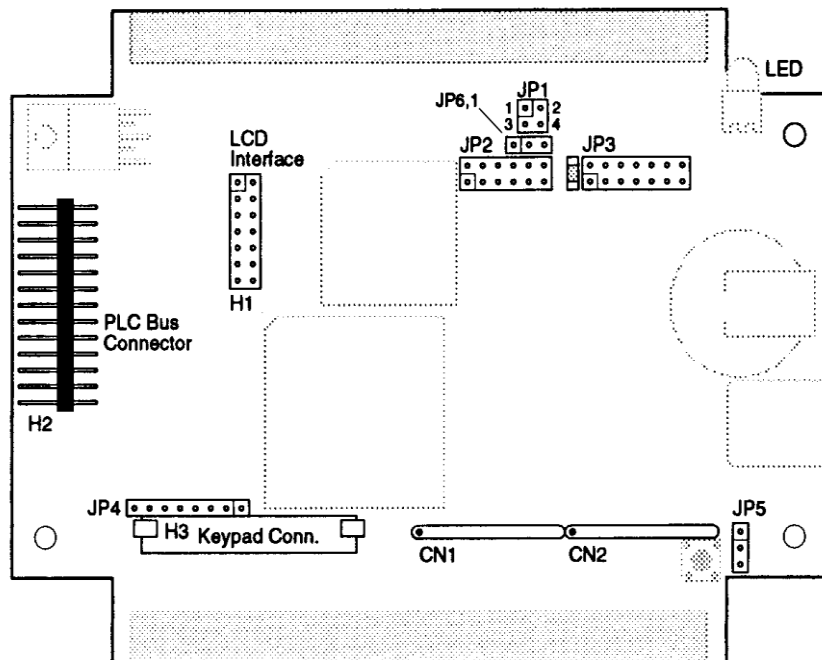 LED
JP1
JP6,1
1 2
3 4
LCD
Interface
JP2
JP3
H1
PLC Bus
Connector
H2
JP4
H3
Keypad Conn.
JP5
CN1
CN2